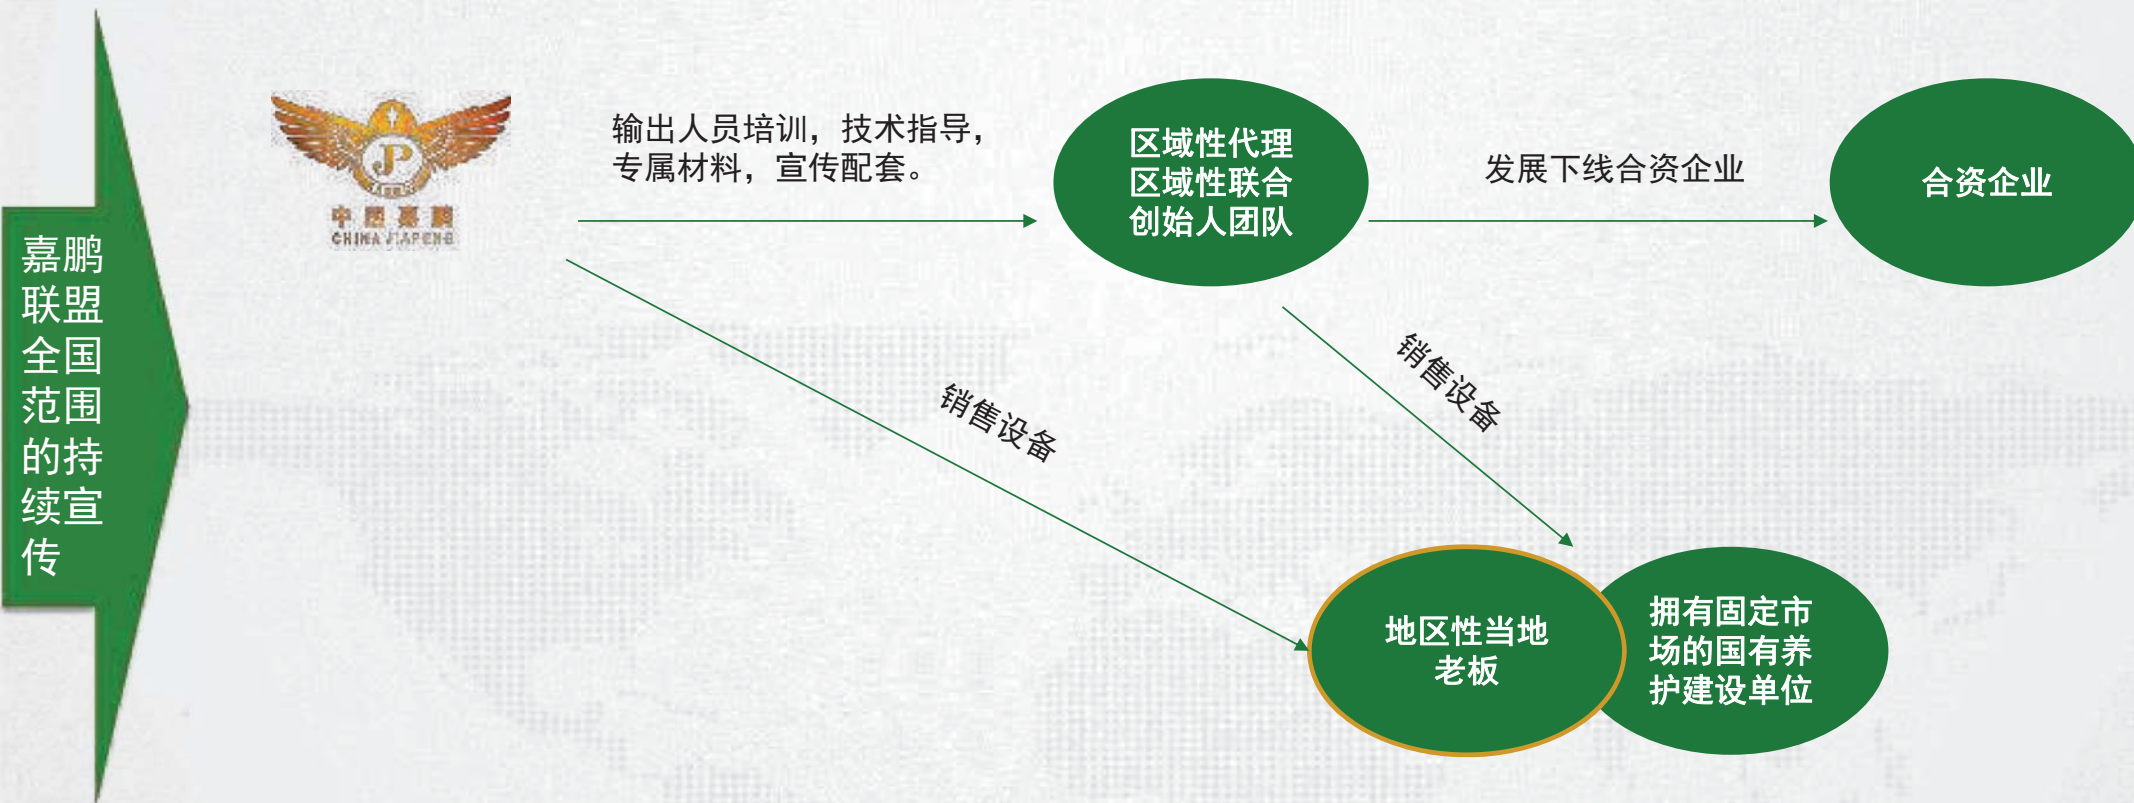 嘉鹏
联盟
全国
范围
的持
续宣
传
JP
CHINA JIAPENG
输出人员培训，技术指导，
专属材料，宣传配套。
区域性代理
区域性联合
创始人团队
发展下线合资企业
合资企业
销售设备
销售设备
地区性当地
老板
拥有固定市
场的国有养
护建设单位